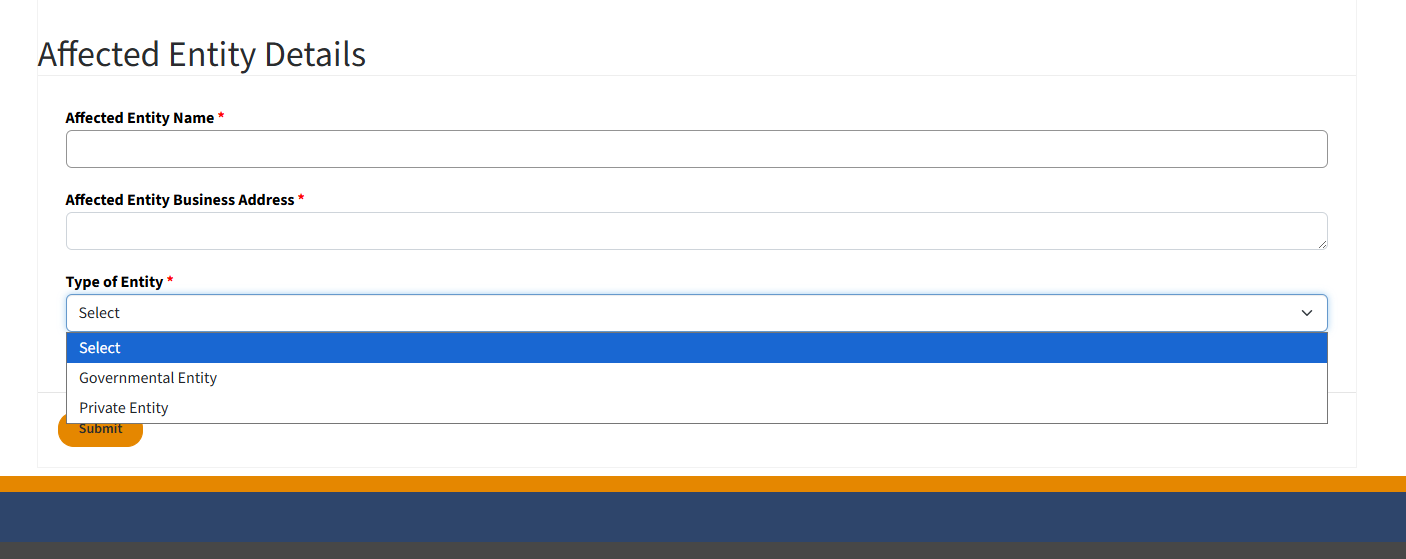 Affected Entity Details
Affected Entity Name *
Affected Entity Business Address *
Type of Entity *
Select
Select
Governmental Entity
Private Entity
Submit